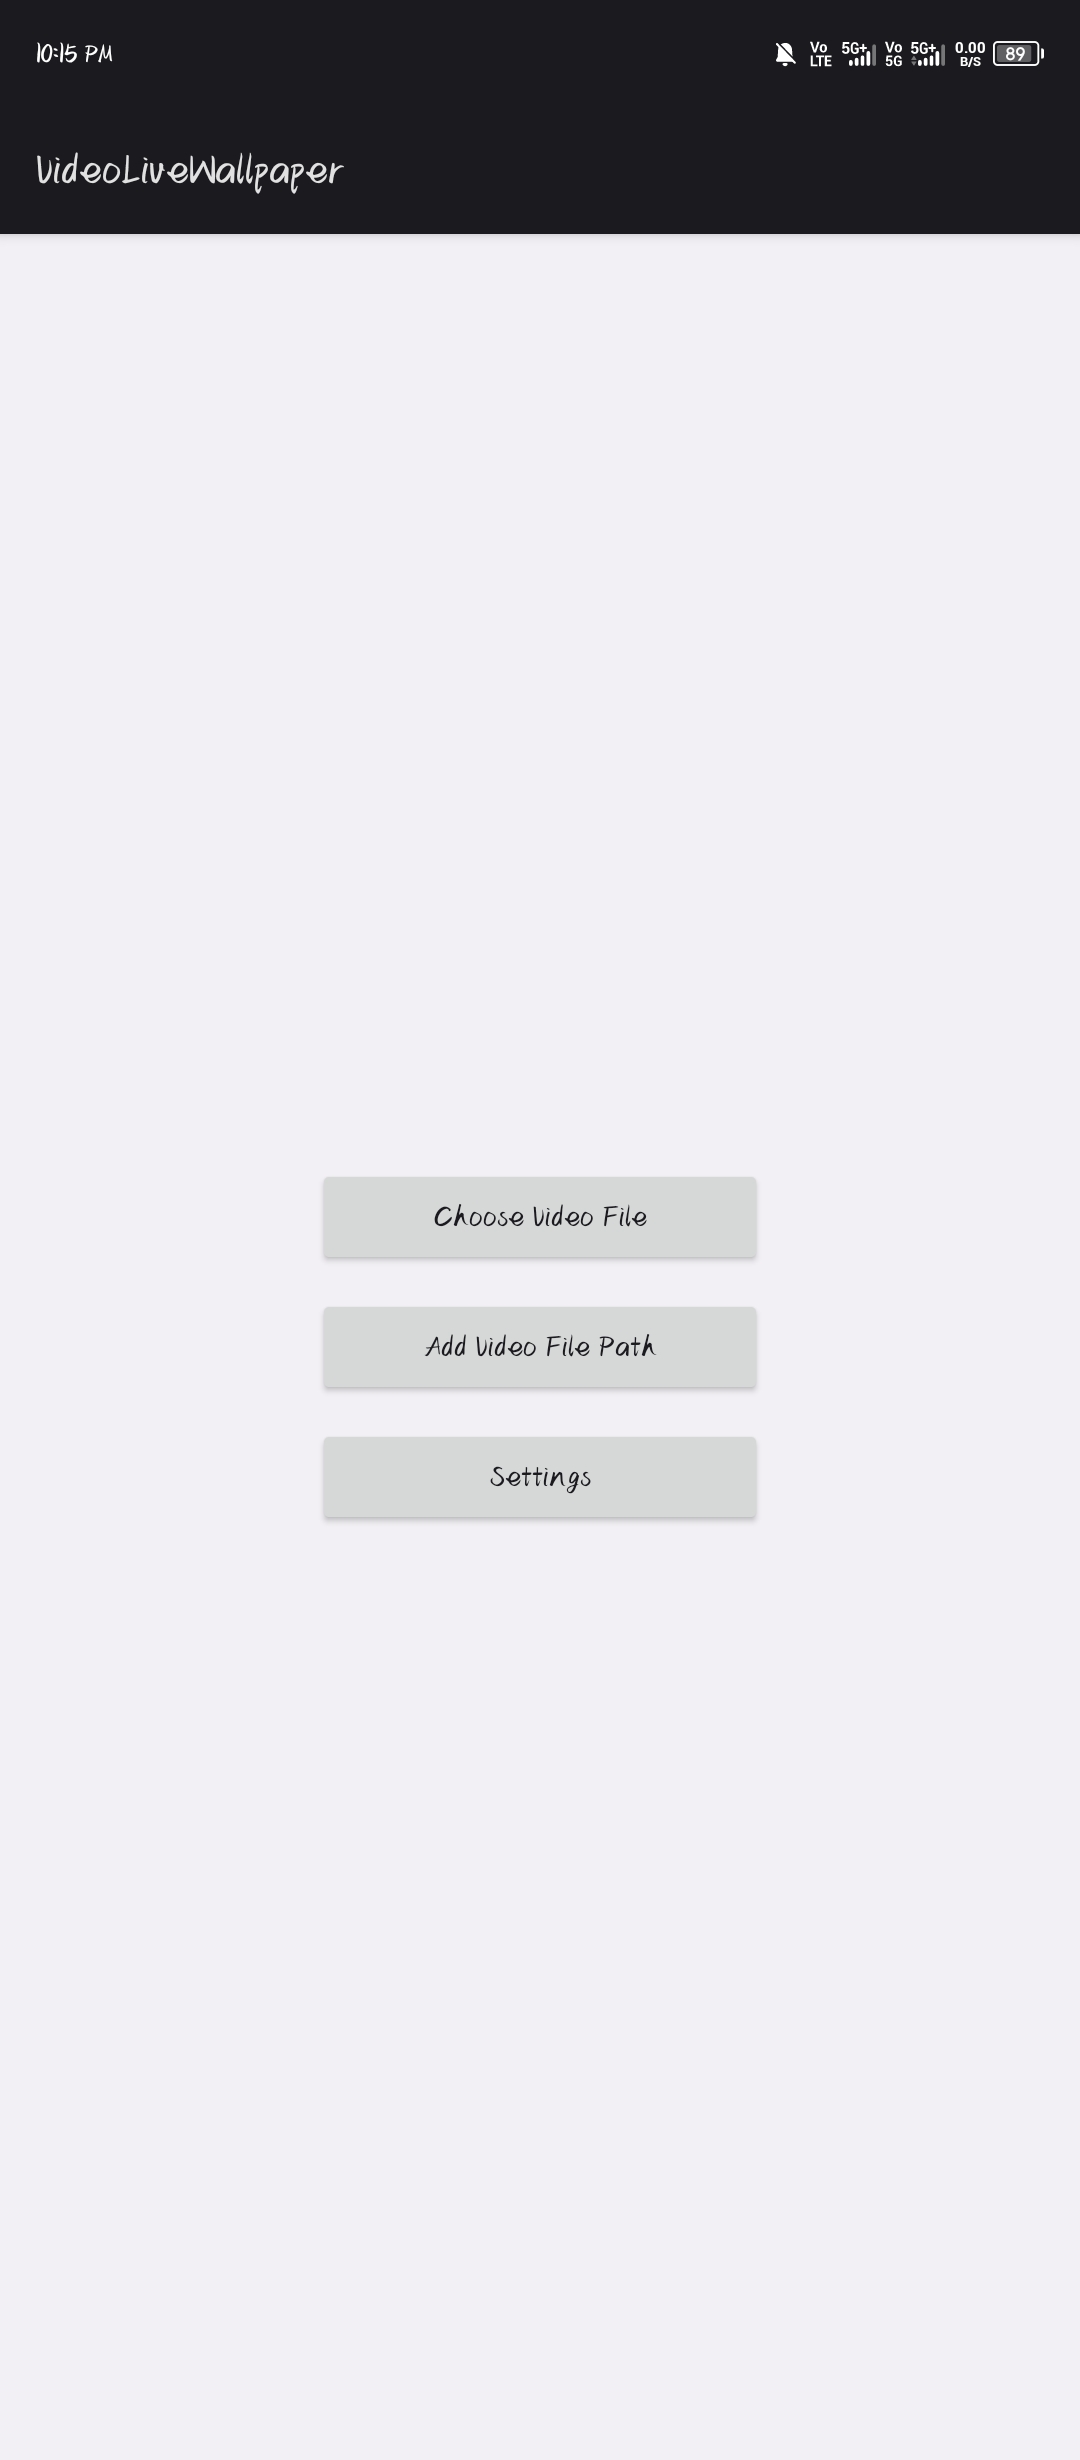 10:15 PM Vo LTE 5G+ Vo 5G 5G+ 0.00 B/S 89
VideoLiveWallpaper
Choose Video File
Add Video File Path
Settings